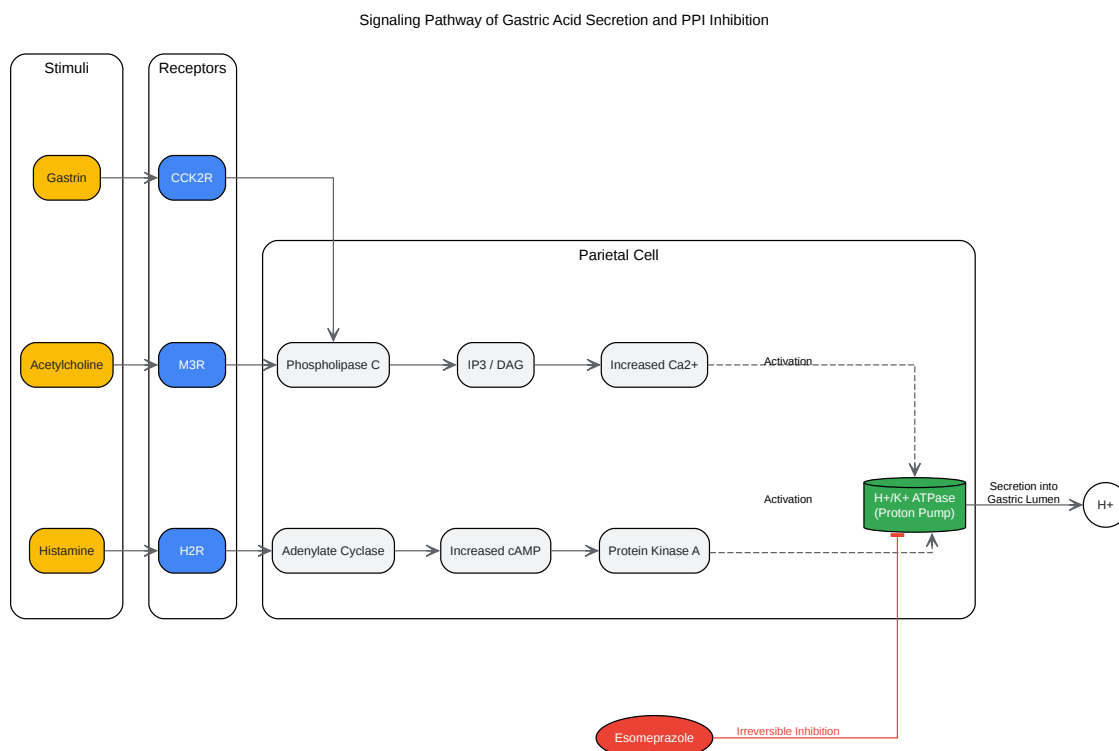 Signaling Pathway of Gastric Acid Secretion and PPI Inhibition
Stimuli
Receptors
Gastrin
CCK2R
Parietal Cell
Acetylcholine
M3R
Phospholipase C
IP3 / DAG
Increased Ca2+
Activation
Activation
H+/K+ ATPase
(Proton Pump)
Secretion into
Gastric Lumen
H+
Histamine
H2R
Adenylate Cyclase
Increased cAMP
Protein Kinase A
Esomeprazole
Irreversible Inhibition